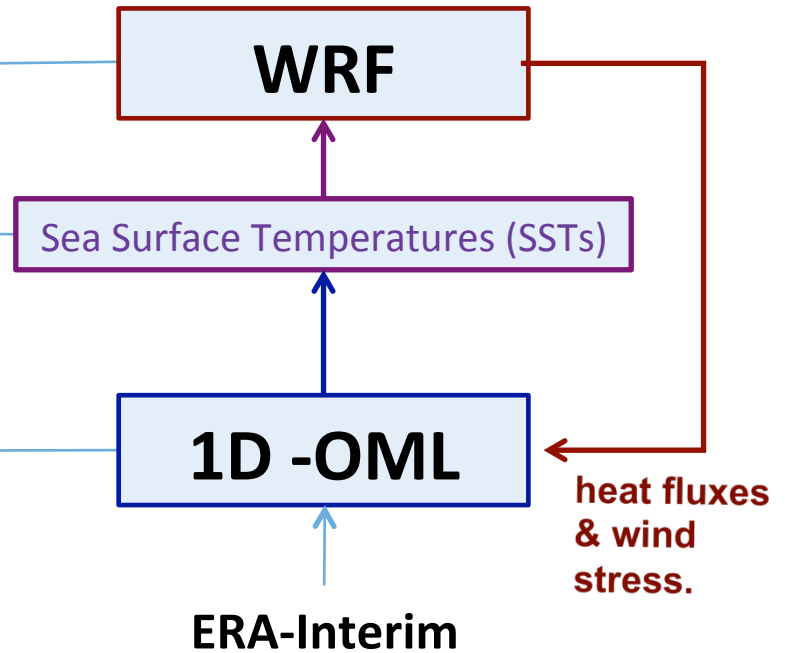 WRF
Sea Surface Temperatures (SSTs)
1D -OML
heat fluxes
& wind
stress.
ERA-Interim